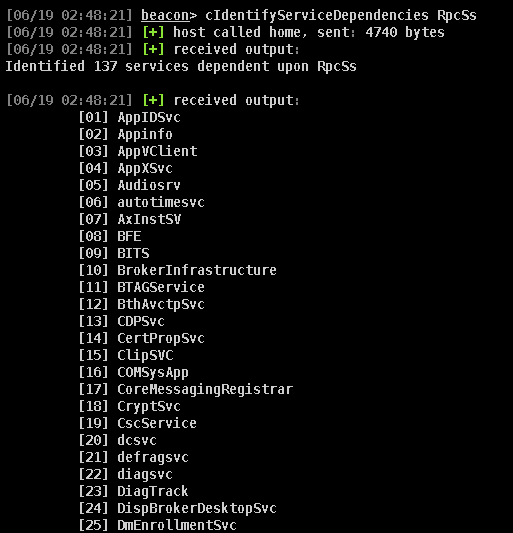 [06/19 02:48:21] beacon> cIdentifyServiceDependencies RpcSs
[06/19 02:48:21] [+] host called home, sent: 4740 bytes
[06/19 02:48:21] [+] received output:
Identified 137 services dependent upon RpcSs
[06/19 02:48:21] [+] received output:
[01] AppIDSvc
[02] Appinfo
[03] AppVClient
[04] AppXSvc
[05] Audiosrv
[06] autotimesvc
[07] AxInstSV
[08] BFE
[09] BITS
[10] BrokerInfrastructure
[11] BTAGService
[12] BthAvctpSvc
[13] CDPSvc
[14] CertPropSvc
[15] ClipSVC
[16] COMSysApp
[17] CoreMessagingRegistrar
[18] CryptSvc
[19] CscService
[20] dcsvc
[21] defragsvc
[22] diagsvc
[23] DiagTrack
[24] DispBrokerDesktopSvc
[25] DmEnrollmentSvc